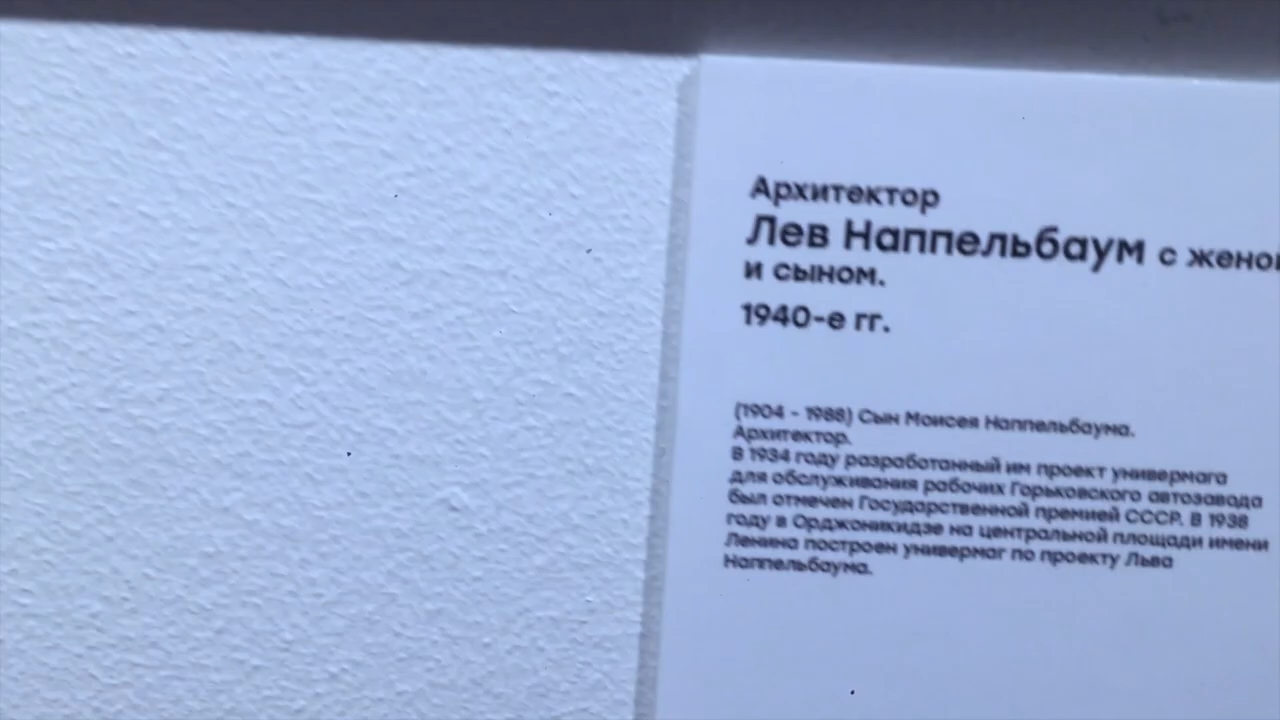 Архитектор
Лев Наппельбаум с женой
и сыном.
1940-е гг.
(1904 - 1988) Сын Моисея Наппельбаума.
Архитектор.
В 1934 году разработанный им проект универмага
для обслуживания рабочих Горьковского автозавода
был отмечен Государственной премией СССР. В 1938
году в Орджоникидзе на центральной площади имени
Ленина построен универмаг по проекту Льва
Наппельбаума.